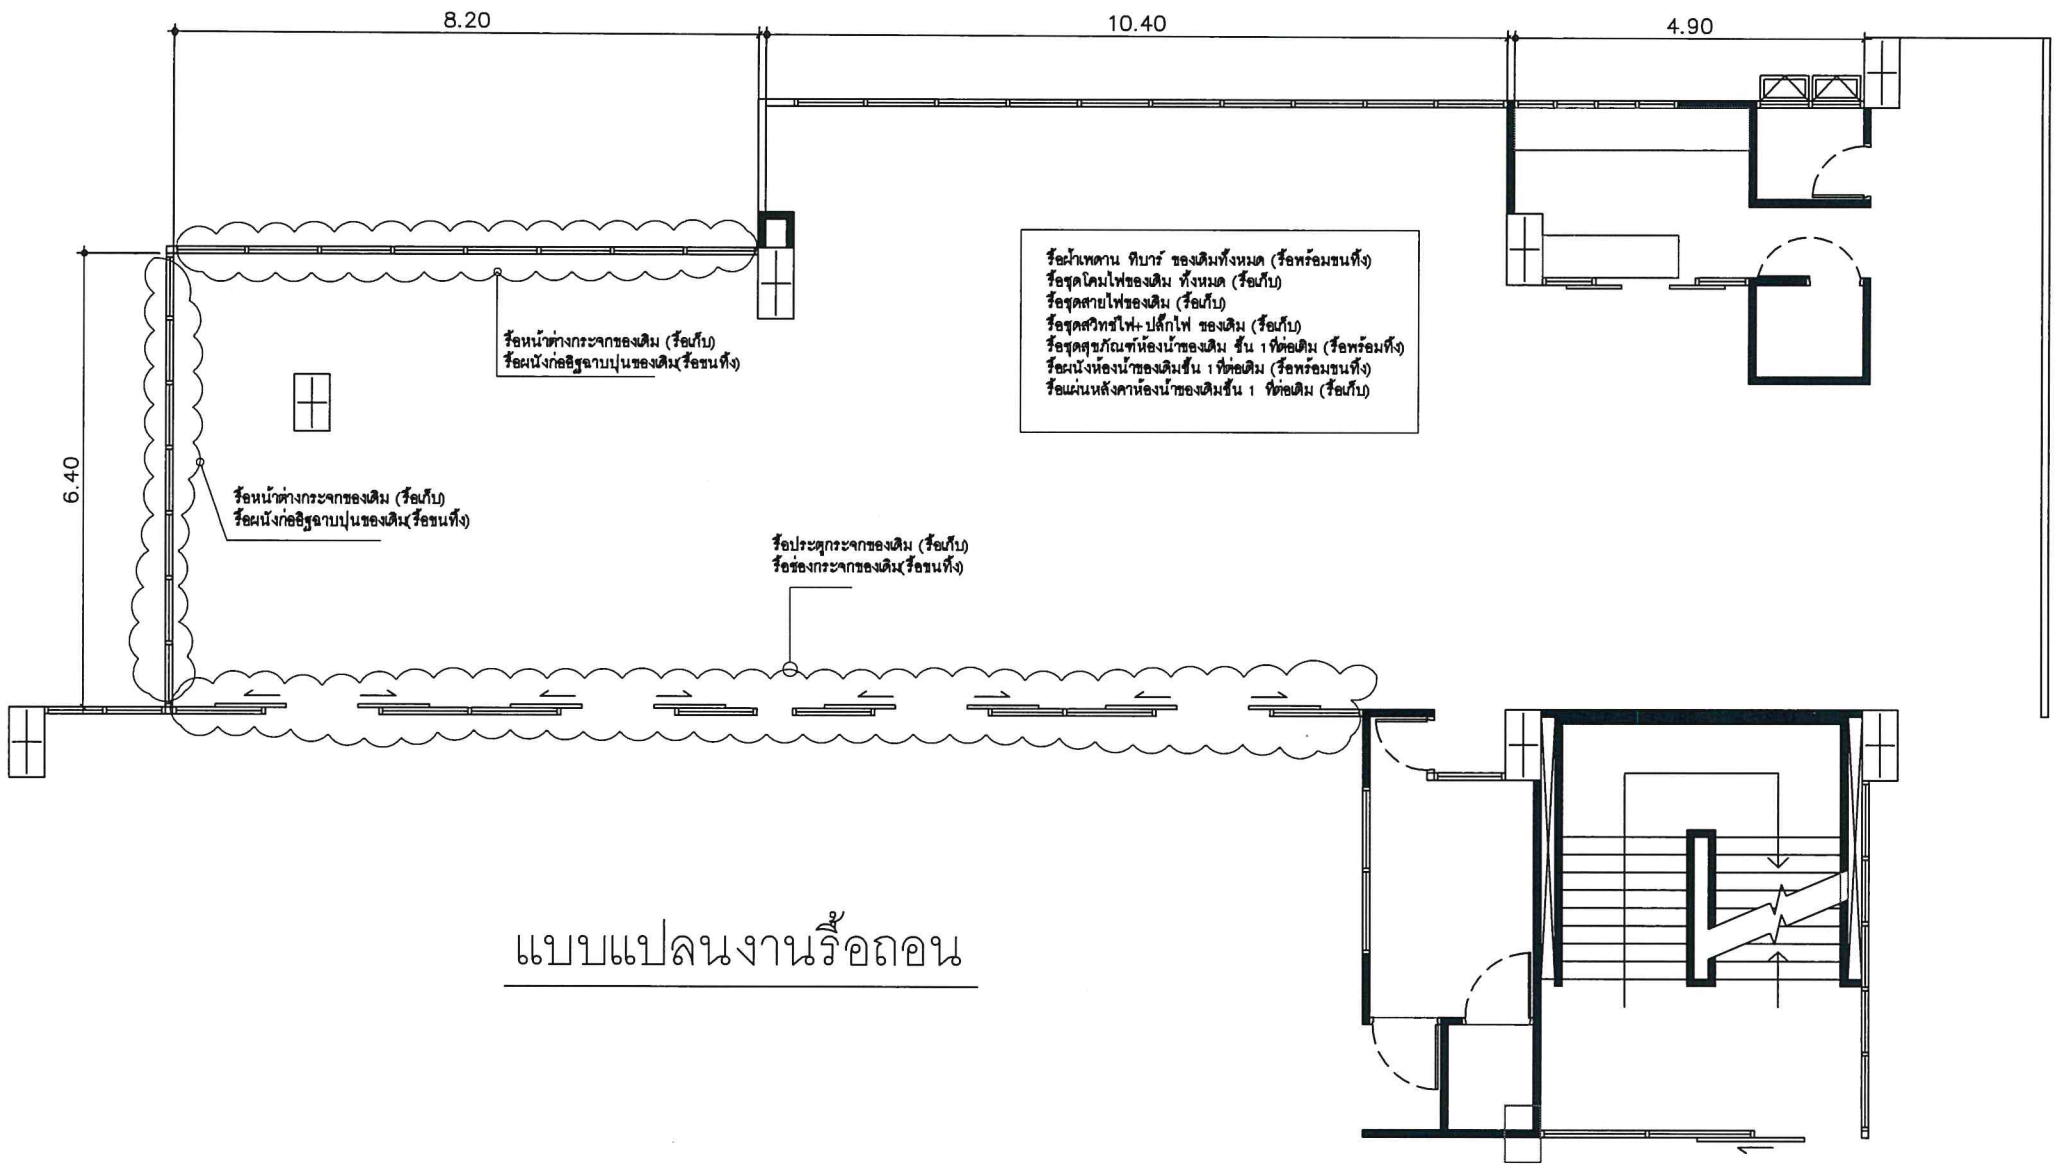 8.20
10.40
4.90
รื้อฝ้าเพดาน ทีบาร์ ของเดิมทั้งหมด (รื้อพร้อมขนทิ้ง)
รื้อชุดโคมไฟของเดิม ทั้งหมด (รื้อเก็บ)
รื้อชุดสายไฟของเดิม (รื้อเก็บ)
รื้อชุดสวิทช์ไฟ+ปลั๊กไฟ ของเดิม (รื้อเก็บ)
รื้อชุดสุขภัณฑ์ห้องน้ำของเดิม ชั้น 1ที่ต่อเติม (รื้อพร้อมทิ้ง)
รื้อผนังห้องน้ำของเดิมชั้น 1ที่ต่อเติม (รื้อพร้อมขนทิ้ง)
รื้อแผ่นหลังคาห้องน้ำของเดิมชั้น 1 ที่ต่อเติม (รื้อเก็บ)
รื้อหน้าต่างกระจกของเดิม (รื้อเก็บ)
รื้อผนังก่ออิฐฉาบปูนของเดิม(รื้อขนทิ้ง)
6.40
รื้อหน้าต่างกระจกของเดิม (รื้อเก็บ)
รื้อผนังก่ออิฐฉาบปูนของเดิม(รื้อขนทิ้ง)
รื้อประตูกระจกของเดิม (รื้อเก็บ)
รื้อช่องกระจกของเดิม(รื้อขนทิ้ง)
แบบแปลนงานรื้อถอน